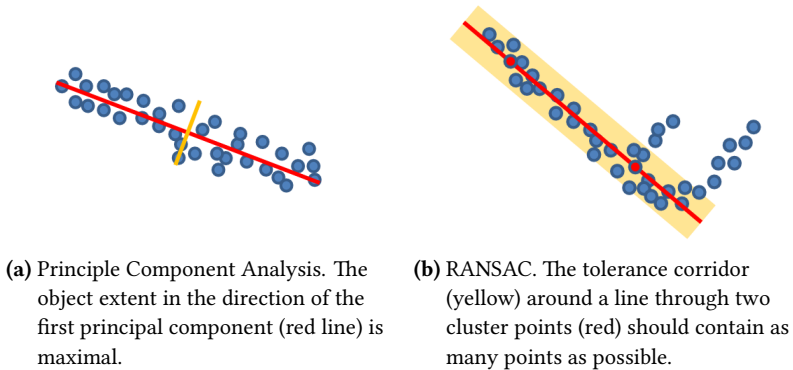 (a) Principle Component Analysis. The
object extent in the direction of the
first principal component (red line) is
maximal.
(b) RANSAC. The tolerance corridor
(yellow) around a line through two
cluster points (red) should contain as
many points as possible.